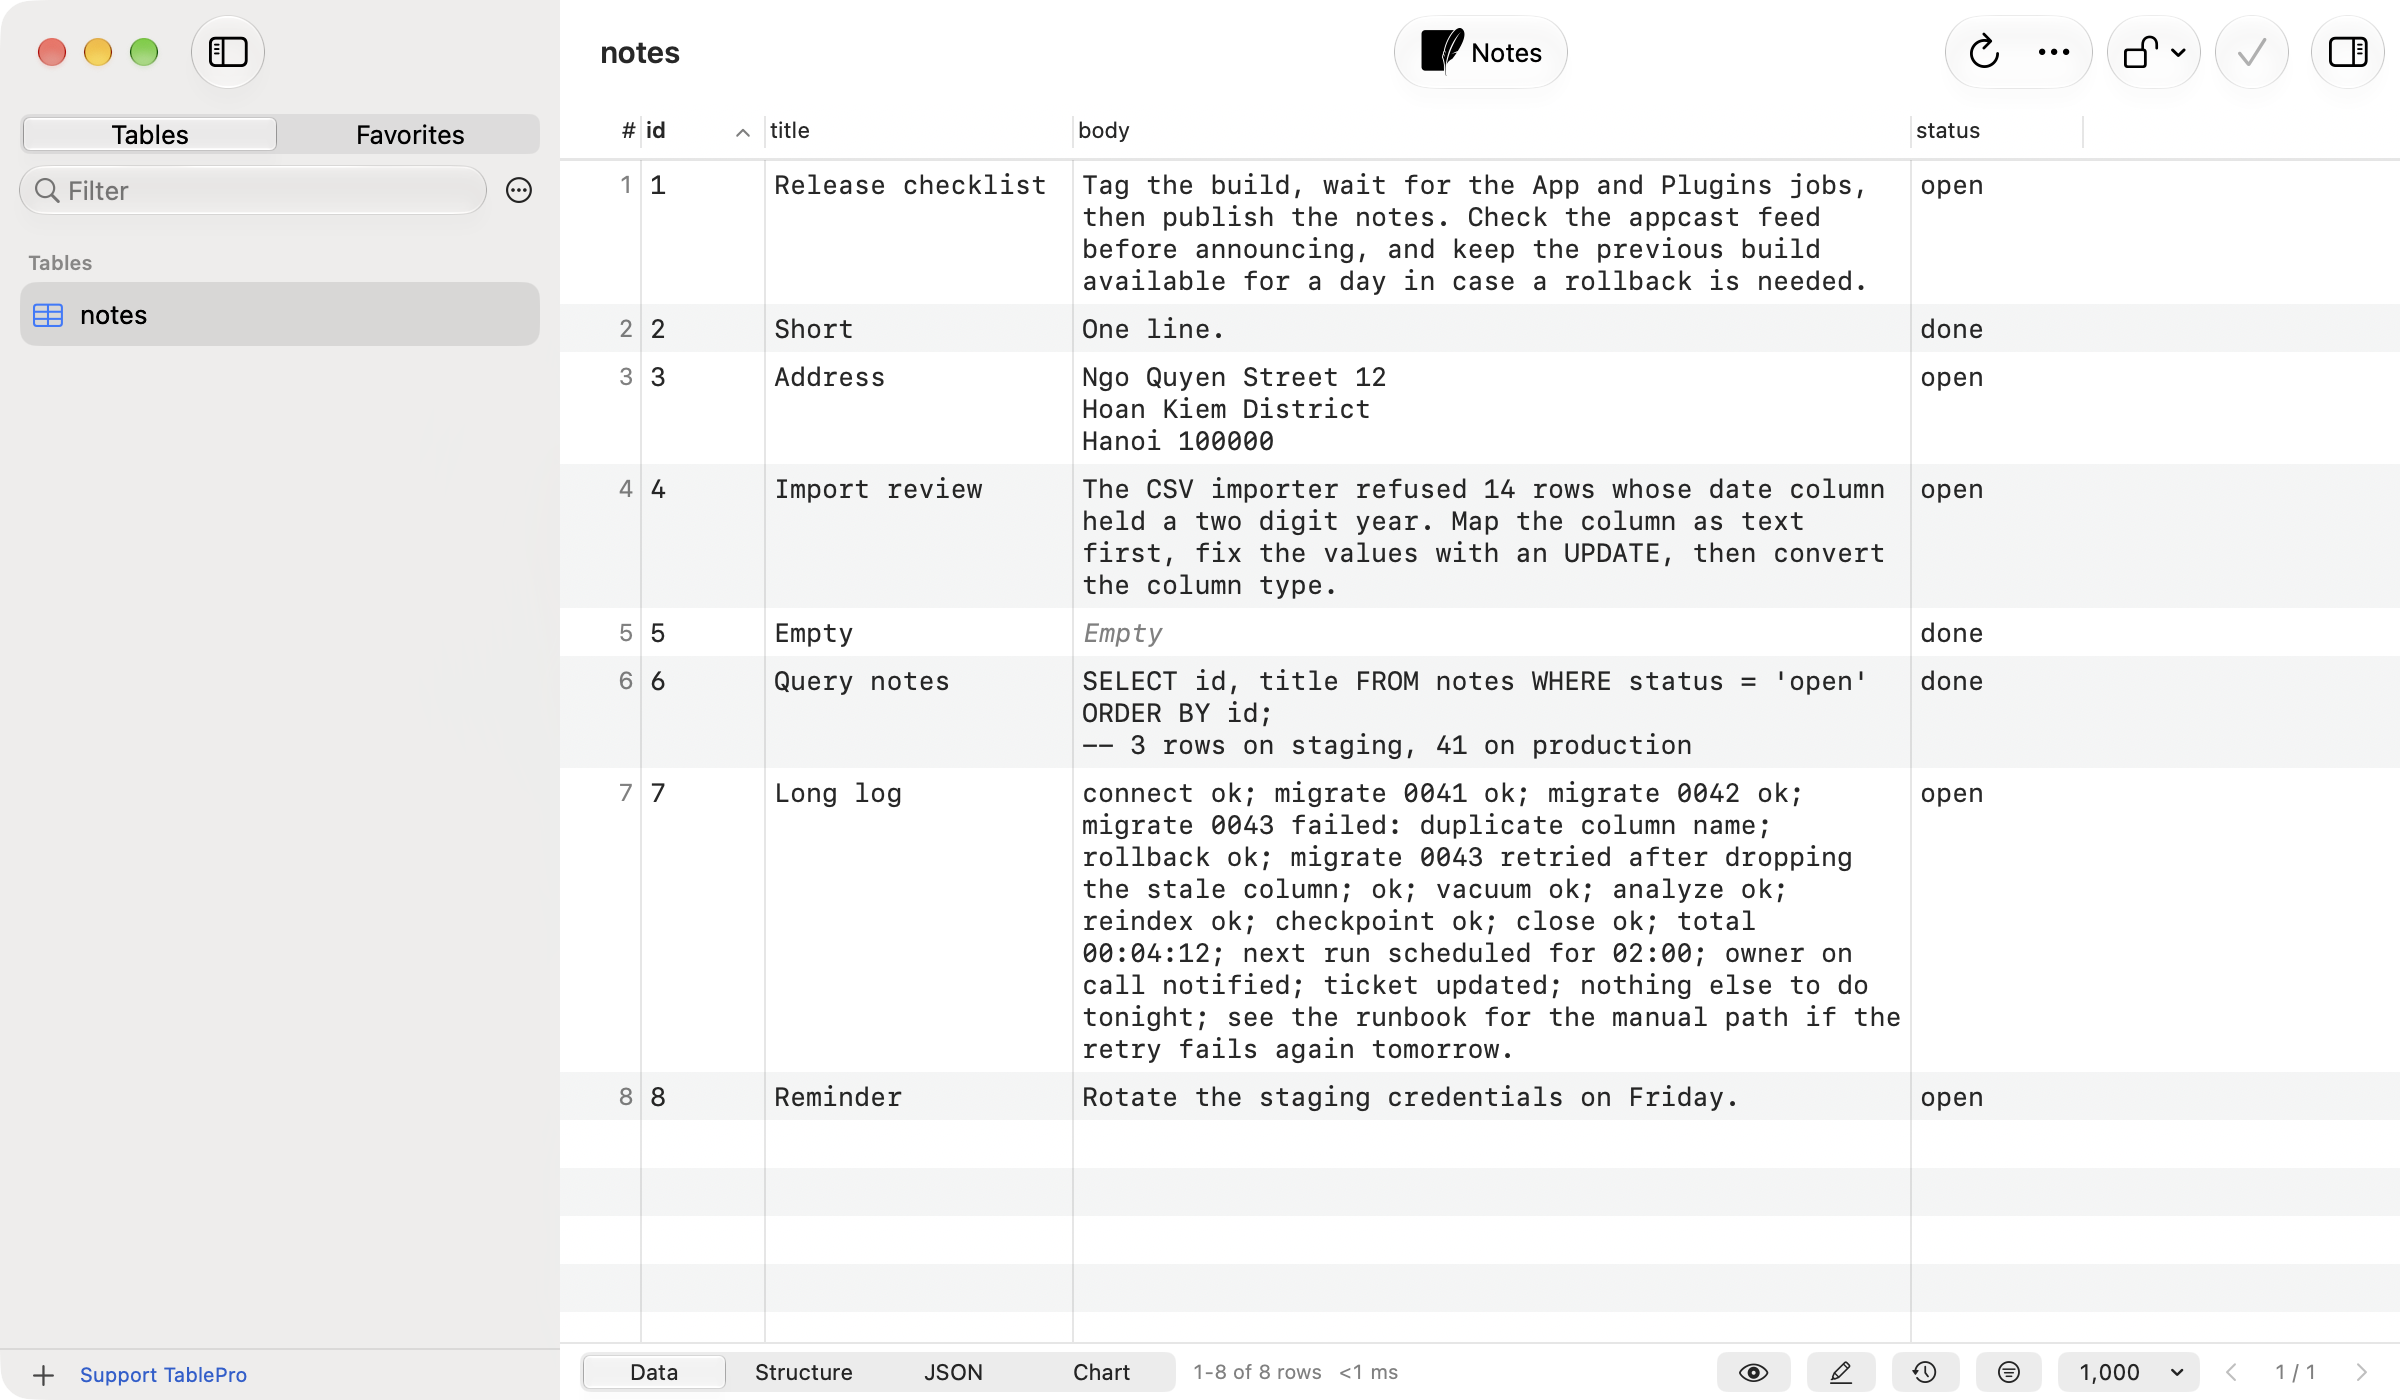 notes
Notes
Tables
Favorites
Filter
Tables
notes
# id title body status
1 1 Release checklist Tag the build, wait for the App and Plugins jobs, open
then publish the notes. Check the appcast feed
before announcing, and keep the previous build
available for a day in case a rollback is needed.
2 2 Short One line. done
3 3 Address Ngo Quyen Street 12 open
Hoan Kiem District
Hanoi 100000
4 4 Import review The CSV importer refused 14 rows whose date column open
held a two digit year. Map the column as text
first, fix the values with an UPDATE, then convert
the column type.
5 5 Empty Empty done
6 6 Query notes SELECT id, title FROM notes WHERE status = 'open' done
ORDER BY id;
-- 3 rows on staging, 41 on production
7 7 Long log connect ok; migrate 0041 ok; migrate 0042 ok; open
migrate 0043 failed: duplicate column name;
rollback ok; migrate 0043 retried after dropping
the stale column; ok; vacuum ok; analyze ok;
reindex ok; checkpoint ok; close ok; total
00:04:12; next run scheduled for 02:00; owner on
call notified; ticket updated; nothing else to do
tonight; see the runbook for the manual path if the
retry fails again tomorrow.
8 8 Reminder Rotate the staging credentials on Friday. open
Support TablePro
Data Structure JSON Chart 1-8 of 8 rows <1 ms 1,000 1 / 1